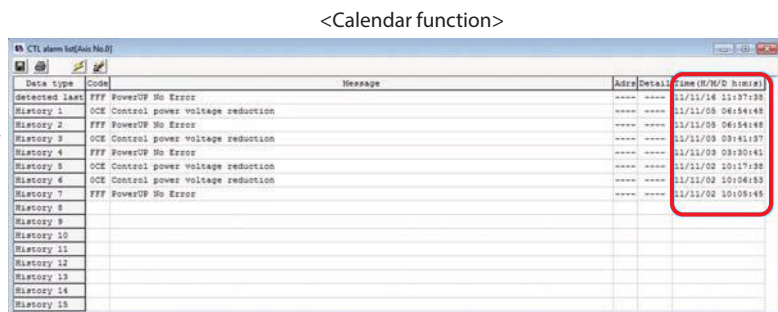 <Calendar function>
CTL alarm list[Axis No.0]
Data type Code Message Adrs Detail Time(Y/M/D h:m:s)
detected last FFF PowerUP No Error ---- ---- 11/11/16 11:37:38
History 1 0CE Control power voltage reduction ---- ---- 11/11/05 06:54:48
History 2 FFF PowerUP No Error ---- ---- 11/11/05 06:54:48
History 3 0CE Control power voltage reduction ---- ---- 11/11/03 03:41:37
History 4 FFF PowerUP No Error ---- ---- 11/11/03 03:30:41
History 5 0CE Control power voltage reduction ---- ---- 11/11/02 10:17:38
History 6 0CE Control power voltage reduction ---- ---- 11/11/02 10:06:53
History 7 FFF PowerUP No Error ---- ---- 11/11/02 10:05:45
History 8
History 9
History 10
History 11
History 12
History 13
History 14
History 15